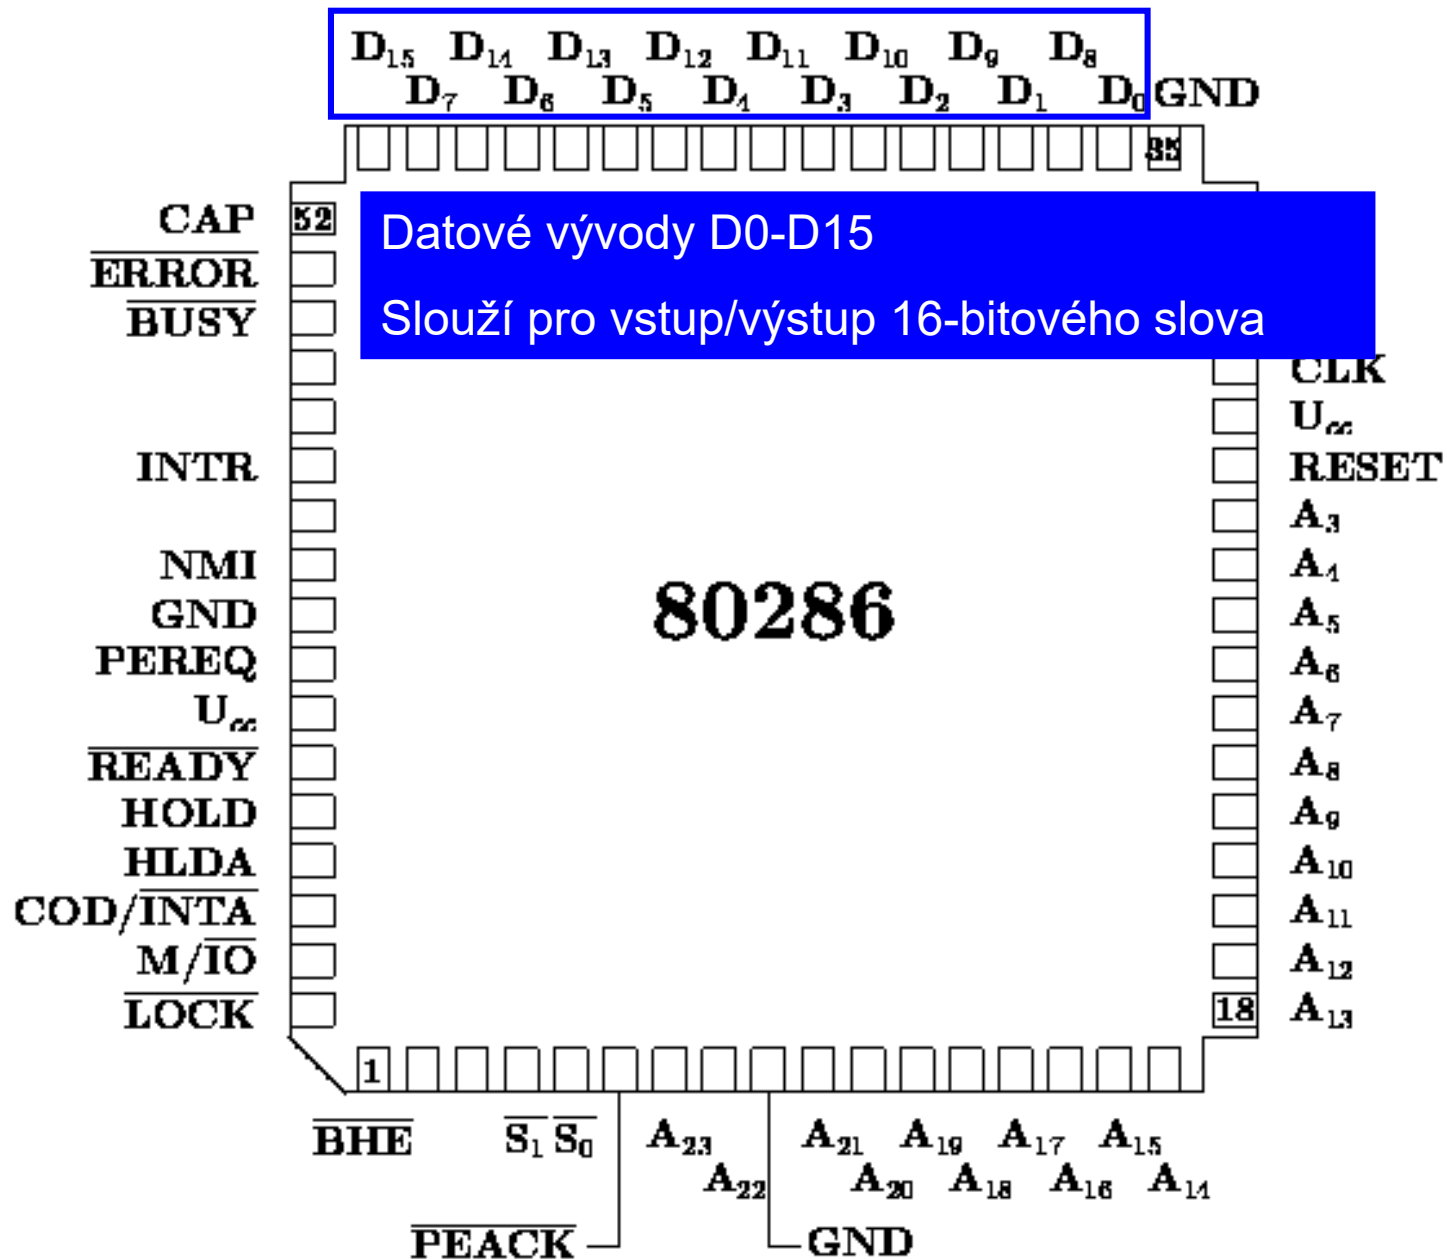 D15 D14 D13 D12 D11 D10 D9 D8
D7 D6 D5 D4 D3 D2 D1 D0 GND
35
CAP 52
Datové vývody D0-D15
ERROR
Slouží pro vstup/výstup 16-bitového slova
BUSY
CLK
Ucc
INTR RESET
A3
NMI A4
GND A5
80286
PEREQ A6
Ucc A7
READY A8
HOLD A9
HLDA A10
COD/INTA A11
M/IO A12
LOCK 18 A13
1
BHE S1 S0 A23 A21 A19 A17 A15
A22 A20 A18 A16 A14
PEACK GND